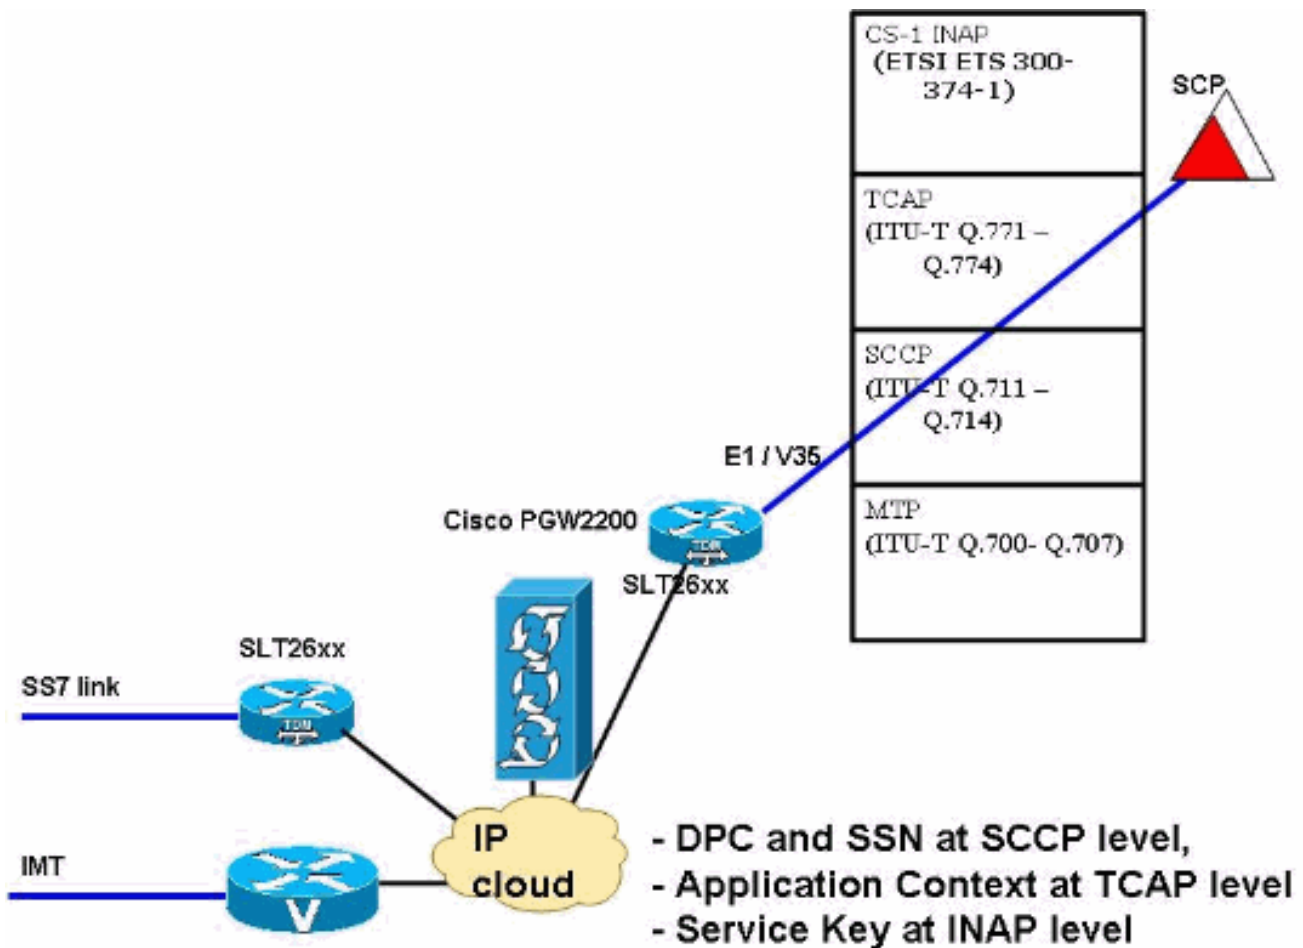 CS-1 INAP
(ETSI ETS 300-
374-1)
SCP
TCAP
(ITU-T Q.771 –
Q.774)
SCCP
(ITU-T Q.711 –
Q.714)
E1 / V35
MTP
(ITU-T Q.700- Q.707)
Cisco PGW2200
TDM
SLT26xx
SLT26xx
SS7 link
TDM
IP
cloud
IMT
V
- DPC and SSN at SCCP level,
- Application Context at TCAP level
- Service Key at INAP level